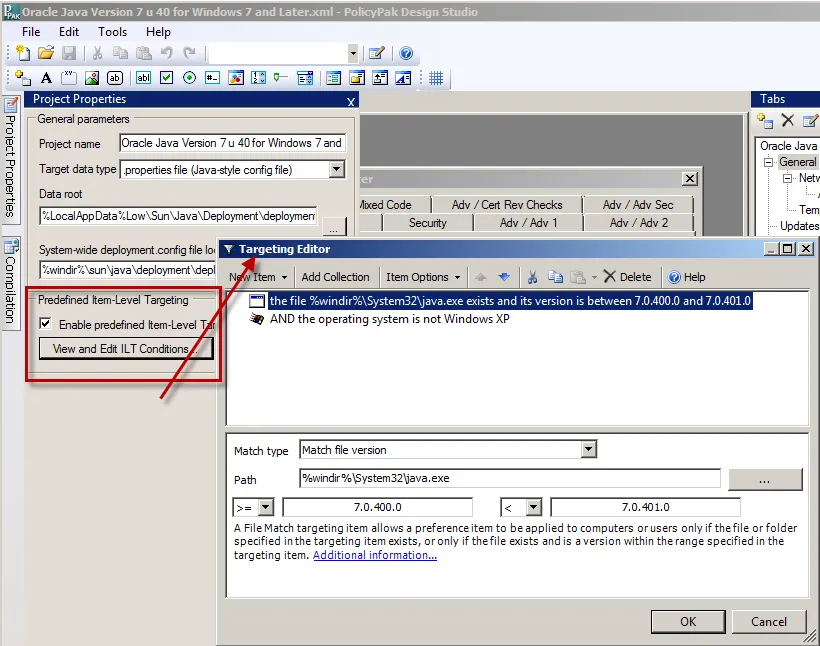 Oracle Java Version 7 u 40 for Windows 7 and Later.xml - PolicyPak Design Studio
File Edit Tools Help
Project Properties
Tabs
General parameters
Project name
Oracle Java Version 7 u 40 for Windows 7 and
Target data type
.properties file (Java-style config file)
Data root
%LocalAppData%Low\Sun\Java\Deployment\deployment
...
System-wide deployment.config file lo
%windir%\sun\java\deployment\depl
Predefined Item-Level Targeting
Enable predefined Item-Level Tar
View and Edit ILT Conditions...
Project Properties
Compilation
Mixed Code
Adv / Cert Rev Checks
Adv / Adv Sec
Security
Adv / Adv 1
Adv / Adv 2
Oracle Java
General
Netw
Temp
Updates
Targeting Editor
New Item
Add Collection
Item Options
Delete
Help
the file %windir%\System32\java.exe exists and its version is between 7.0.400.0 and 7.0.401.0
AND the operating system is not Windows XP
Match type
Match file version
Path
%windir%\System32\java.exe
...
>= 7.0.400.0 < 7.0.401.0
A File Match targeting item allows a preference item to be applied to computers or users only if the file or folder
specified in the targeting item exists, or only if the file exists and is a version within the range specified in the
targeting item. Additional information...
OK
Cancel